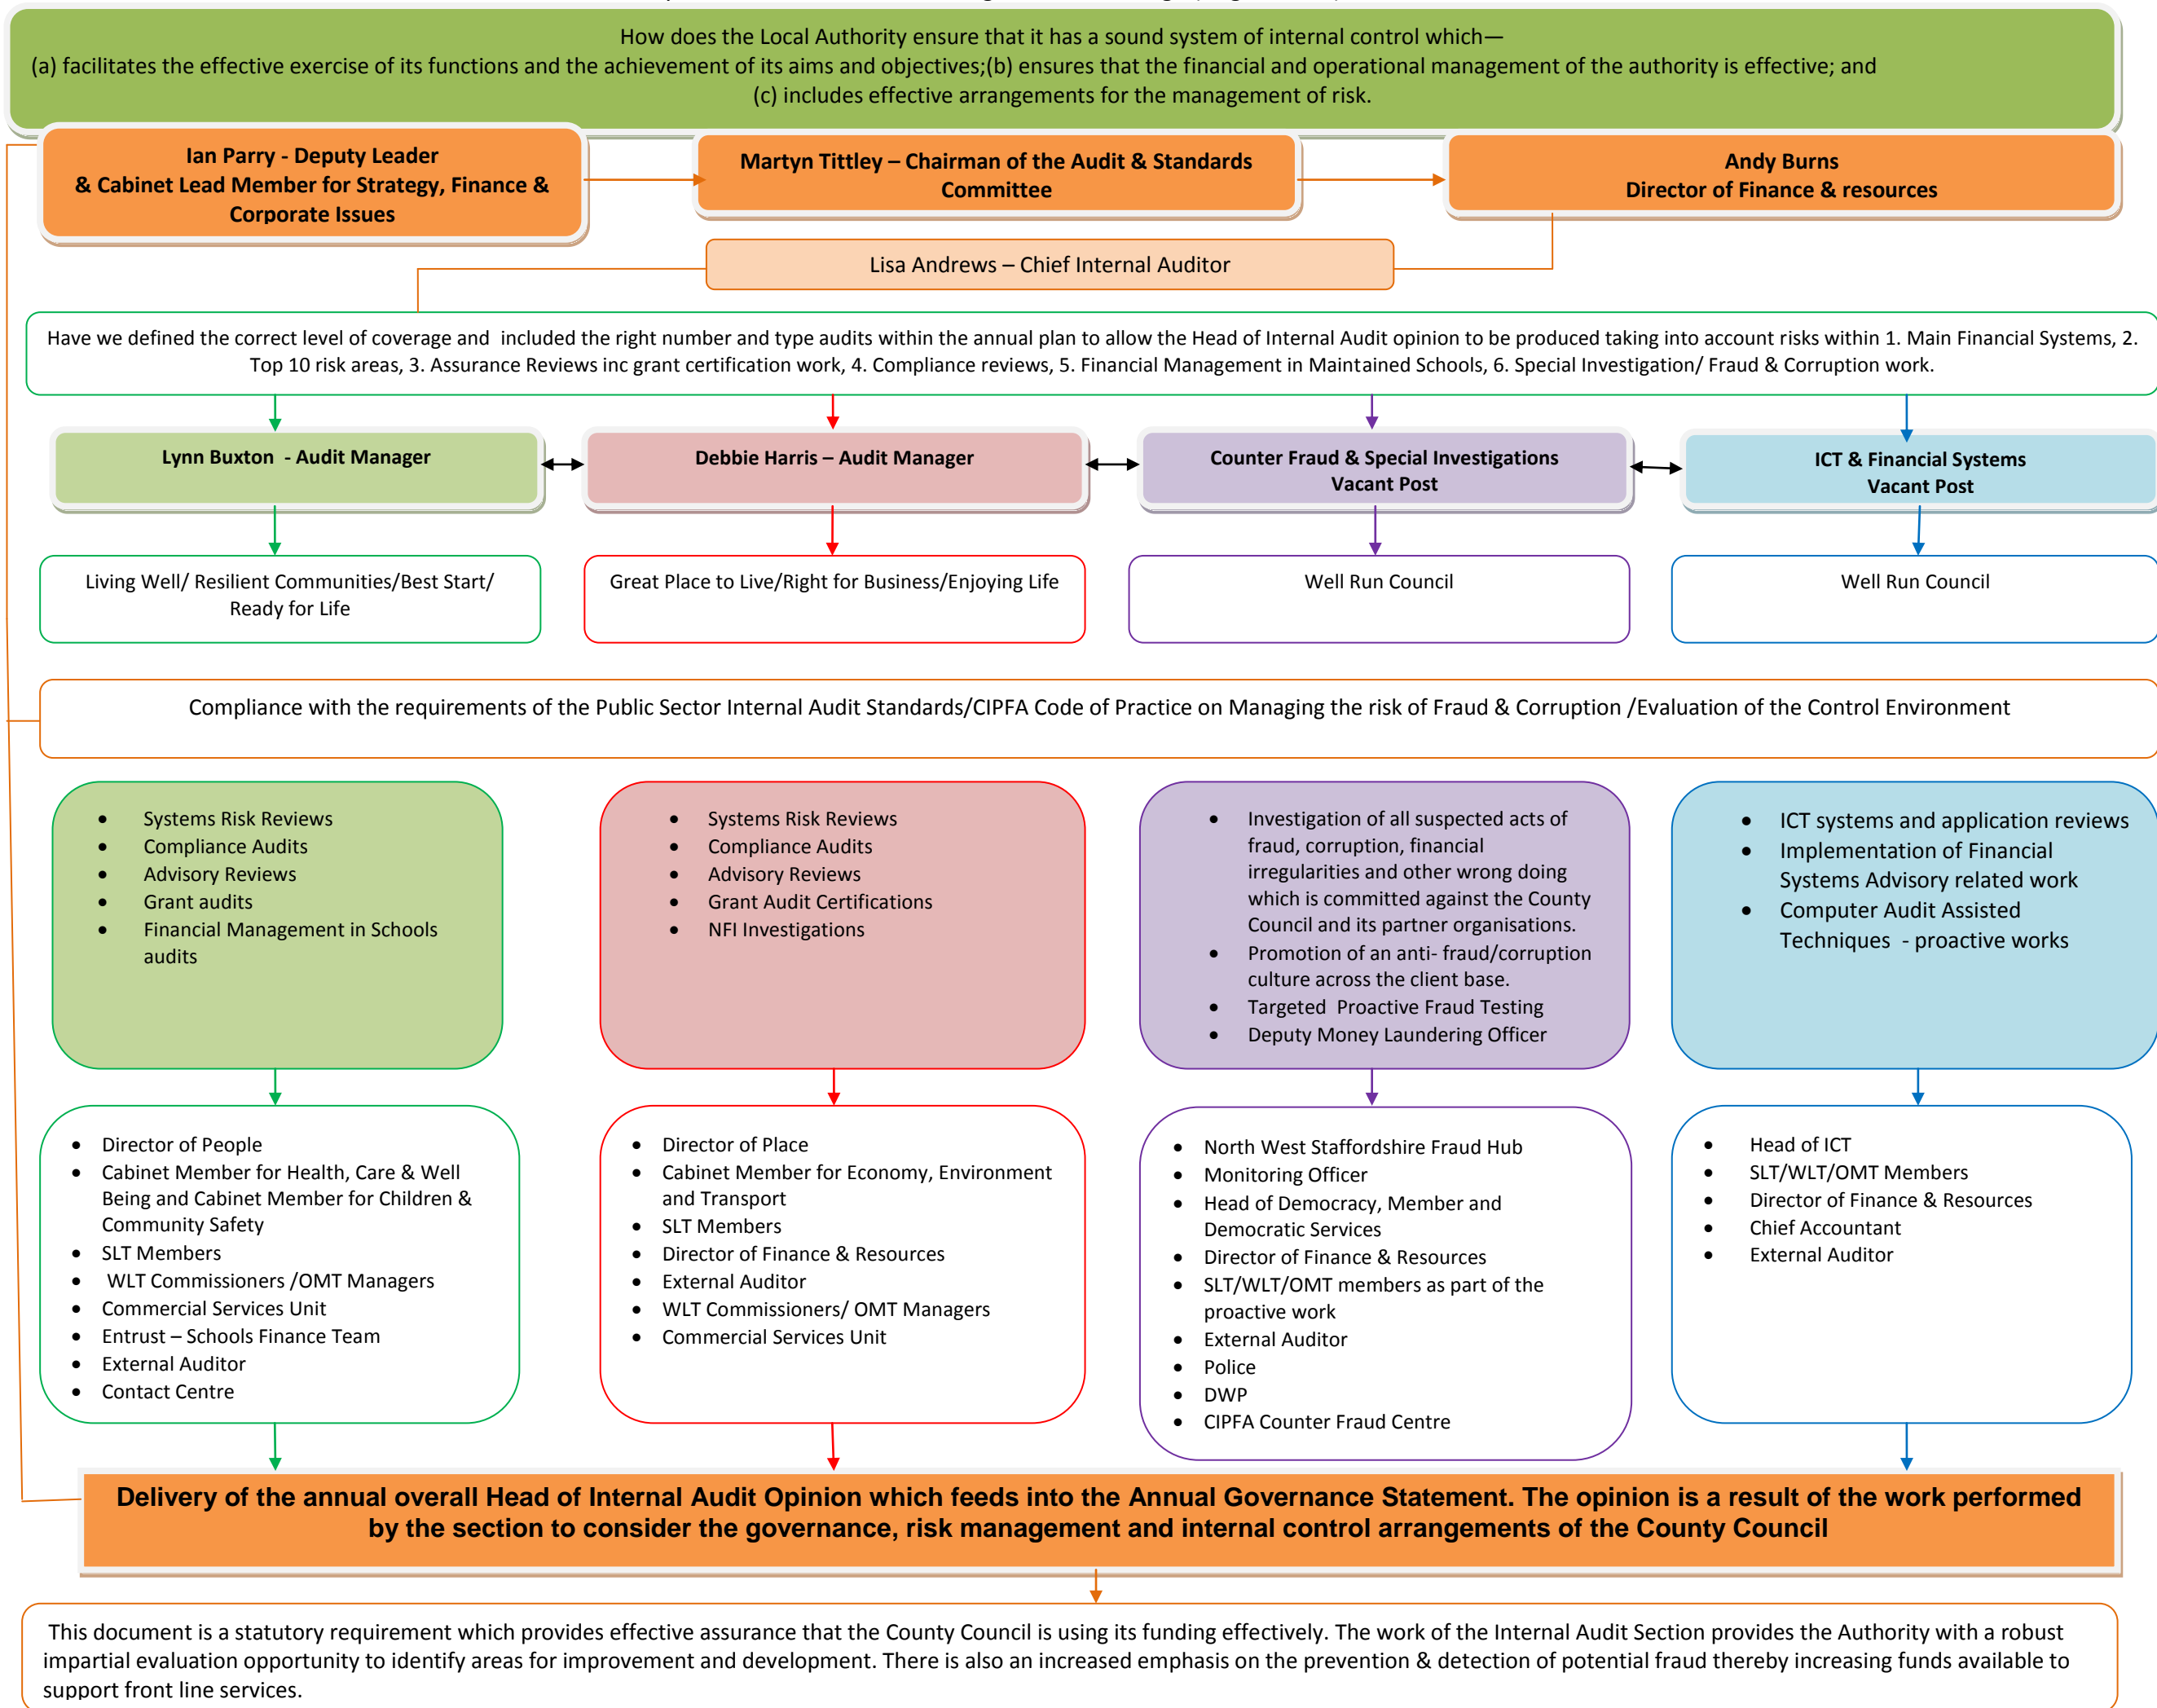 How does the Local Authority ensure that it has a sound system of internal control which—
(a) facilitates the effective exercise of its functions and the achievement of its aims and objectives;(b) ensures that the financial and operational management of the authority is effective; and
(c) includes effective arrangements for the management of risk.
Ian Parry - Deputy Leader
& Cabinet Lead Member for Strategy, Finance &
Corporate Issues
Martyn Tittley – Chairman of the Audit & Standards
Committee
Andy Burns
Director of Finance & resources
Lisa Andrews – Chief Internal Auditor
Have we defined the correct level of coverage and included the right number and type audits within the annual plan to allow the Head of Internal Audit opinion to be produced taking into account risks within 1. Main Financial Systems, 2.
Top 10 risk areas, 3. Assurance Reviews inc grant certification work, 4. Compliance reviews, 5. Financial Management in Maintained Schools, 6. Special Investigation/ Fraud & Corruption work.
Lynn Buxton - Audit Manager
Debbie Harris – Audit Manager
Counter Fraud & Special Investigations
Vacant Post
ICT & Financial Systems
Vacant Post
Living Well/ Resilient Communities/Best Start/
Ready for Life
Great Place to Live/Right for Business/Enjoying Life
Well Run Council
Well Run Council
Compliance with the requirements of the Public Sector Internal Audit Standards/CIPFA Code of Practice on Managing the risk of Fraud & Corruption /Evaluation of the Control Environment
• Systems Risk Reviews
• Compliance Audits
• Advisory Reviews
• Grant audits
• Financial Management in Schools
audits
• Systems Risk Reviews
• Compliance Audits
• Advisory Reviews
• Grant Audit Certifications
• NFI Investigations
• Investigation of all suspected acts of
fraud, corruption, financial
irregularities and other wrong doing
which is committed against the County
Council and its partner organisations.
• Promotion of an anti- fraud/corruption
culture across the client base.
• Targeted Proactive Fraud Testing
• Deputy Money Laundering Officer
• ICT systems and application reviews
• Implementation of Financial
Systems Advisory related work
• Computer Audit Assisted
Techniques - proactive works
• Director of People
• Cabinet Member for Health, Care & Well
Being and Cabinet Member for Children &
Community Safety
• SLT Members
• WLT Commissioners /OMT Managers
• Commercial Services Unit
• Entrust – Schools Finance Team
• External Auditor
• Contact Centre
• Director of Place
• Cabinet Member for Economy, Environment
and Transport
• SLT Members
• Director of Finance & Resources
• External Auditor
• WLT Commissioners/ OMT Managers
• Commercial Services Unit
• North West Staffordshire Fraud Hub
• Monitoring Officer
• Head of Democracy, Member and
Democratic Services
• Director of Finance & Resources
• SLT/WLT/OMT members as part of the
proactive work
• External Auditor
• Police
• DWP
• CIPFA Counter Fraud Centre
• Head of ICT
• SLT/WLT/OMT Members
• Director of Finance & Resources
• Chief Accountant
• External Auditor
Delivery of the annual overall Head of Internal Audit Opinion which feeds into the Annual Governance Statement. The opinion is a result of the work performed
by the section to consider the governance, risk management and internal control arrangements of the County Council
This document is a statutory requirement which provides effective assurance that the County Council is using its funding effectively. The work of the Internal Audit Section provides the Authority with a robust
impartial evaluation opportunity to identify areas for improvement and development. There is also an increased emphasis on the prevention & detection of potential fraud thereby increasing funds available to
support front line services.